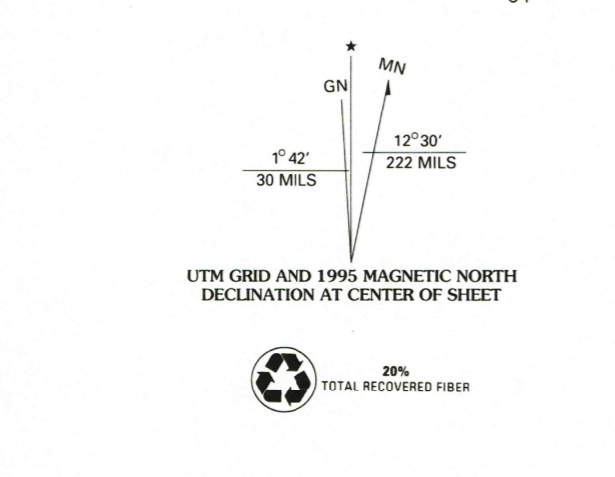 ★
MN
GN
12°30′
222 MILS
1°42′
30 MILS
UTM GRID AND 1995 MAGNETIC NORTH
DECLINATION AT CENTER OF SHEET
20%
TOTAL RECOVERED FIBER